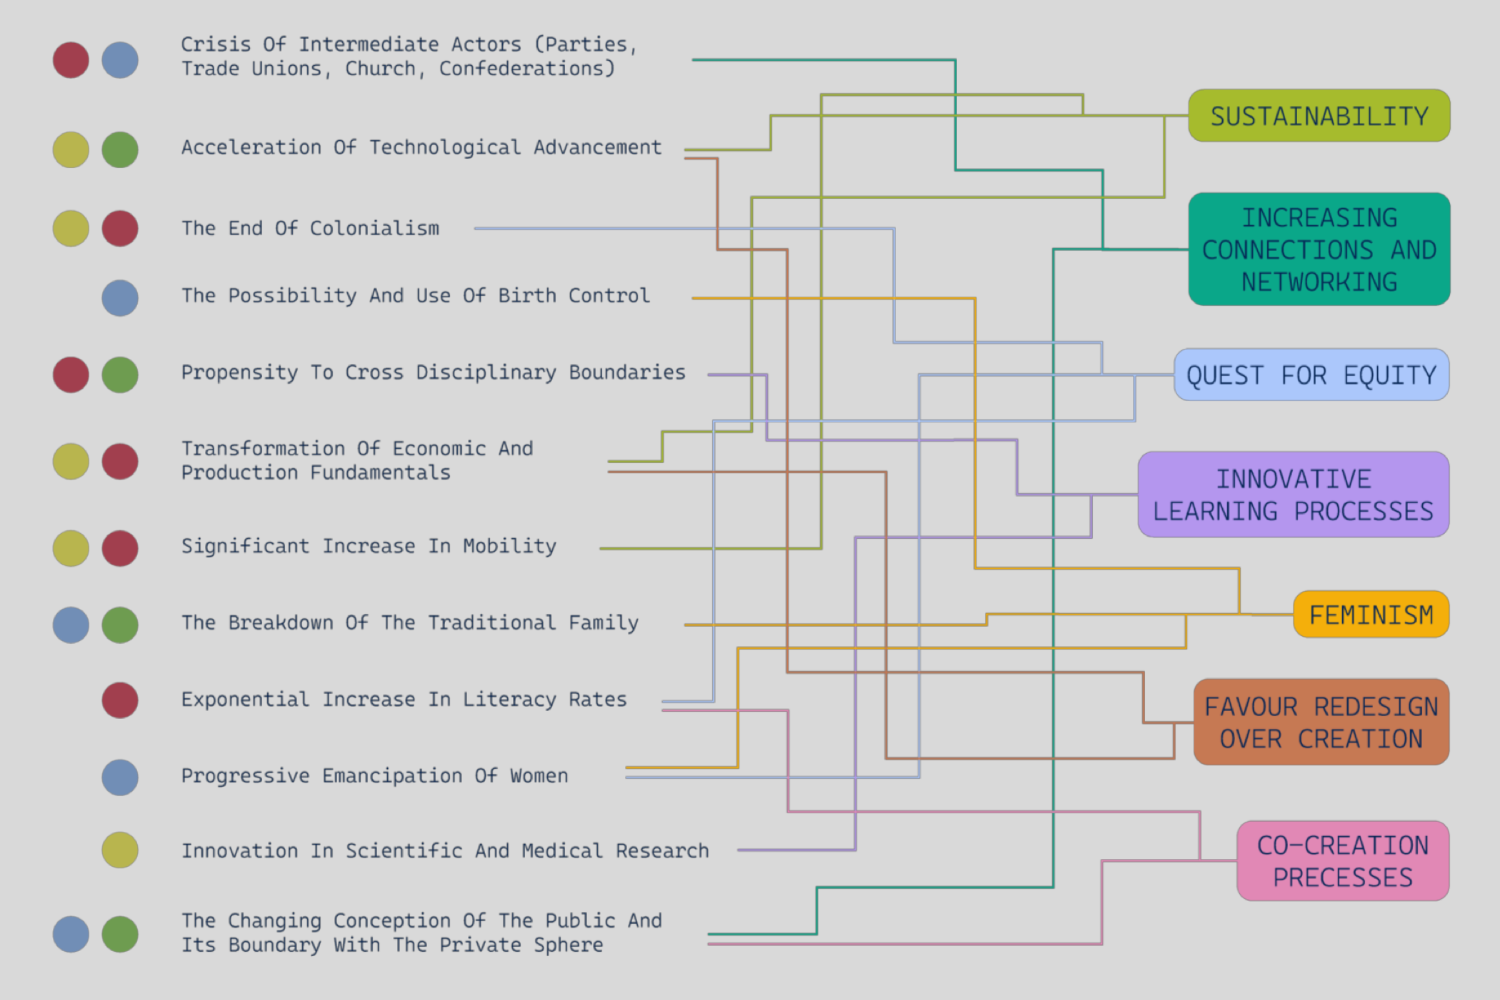 Crisis Of Intermediate Actors (Parties,
Trade Unions, Church, Confederations)
Acceleration Of Technological Advancement
The End Of Colonialism
The Possibility And Use Of Birth Control
Propensity To Cross Disciplinary Boundaries
Transformation Of Economic And
Production Fundamentals
Significant Increase In Mobility
The Breakdown Of The Traditional Family
Exponential Increase In Literacy Rates
Progressive Emancipation Of Women
Innovation In Scientific And Medical Research
The Changing Conception Of The Public And
Its Boundary With The Private Sphere
SUSTAINABILITY
INCREASING
CONNECTIONS AND
NETWORKING
QUEST FOR EQUITY
INNOVATIVE
LEARNING PROCESSES
FEMINISM
FAVOUR REDESIGN
OVER CREATION
CO-CREATION
PRECESSES